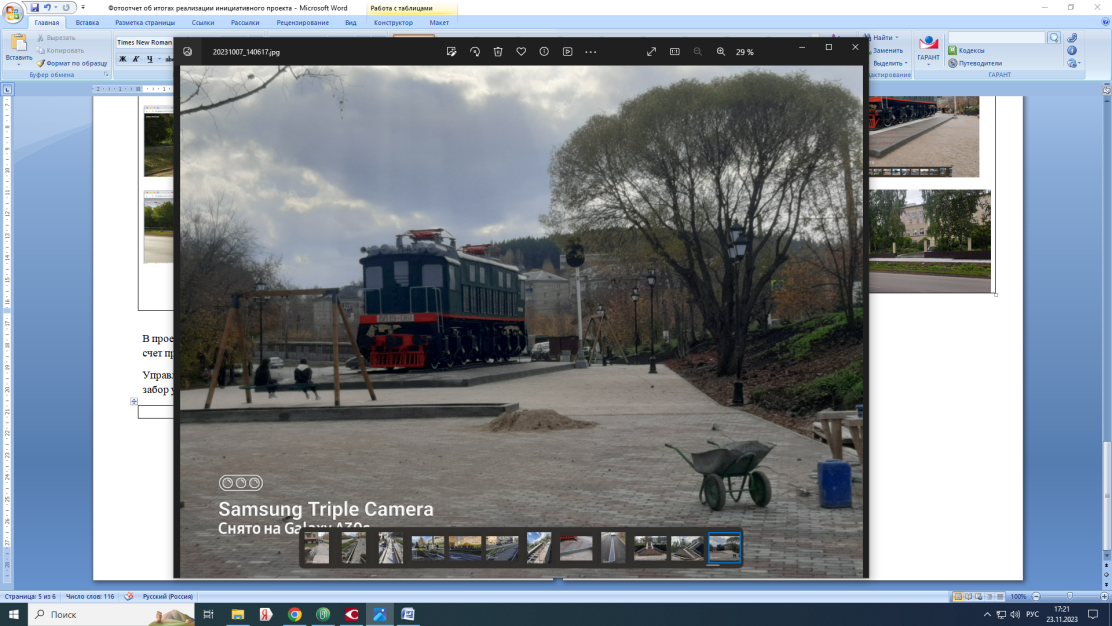 Фотоотчет об итогах реализации инициативного проекта - Microsoft Word
Работа с таблицами
Главная Вставка Разметка страницы Ссылки Рассылки Рецензирование Вид Конструктор Макет
Вставить
Вырезать
Копировать
Формат по образцу
Буфер обмена
Times New Roman
Ж К Ч
Найти
Заменить
Выделить
ГАРАНТ
Кодексы
Путеводители
ГАРАНТ
20231007_140617.jpg
29 %
В прое
счет пр
Управ
забор у
Samsung Triple Camera
Снято на Galaxy A30s
Страница: 5 из 6 Число слов: 116 Русский (Россия)
100%
Поиск
РУС
17:21
23.11.2023